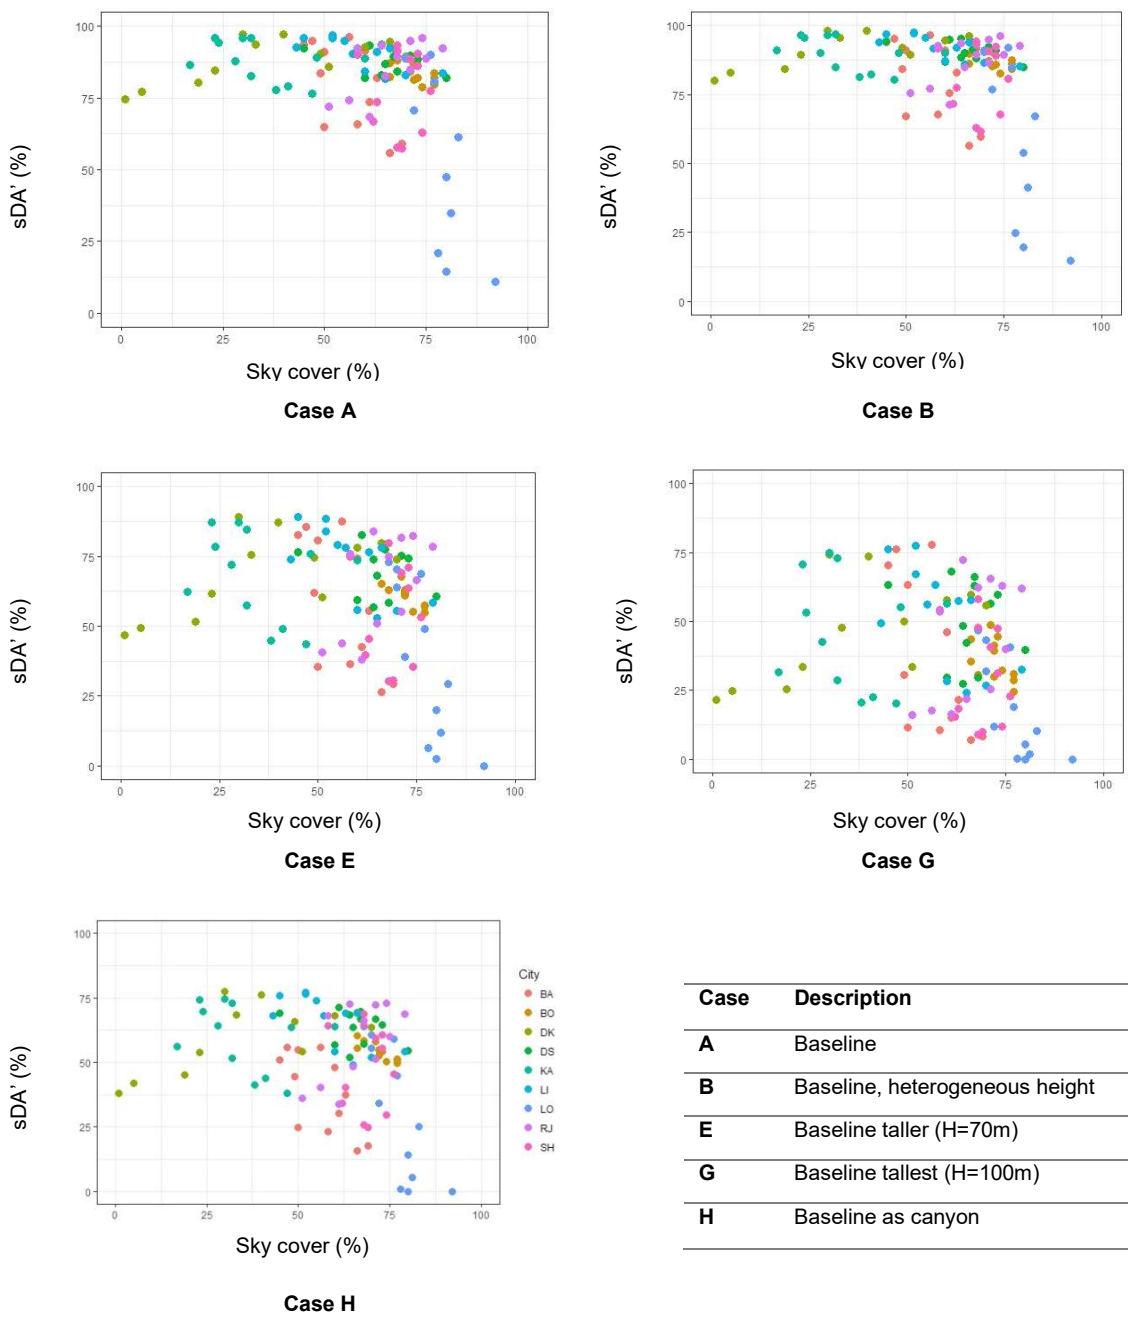 100
75
50
25
0
0 25 50 75 100
sDA’ (%)
Sky cover (%)
Case A
100
75
50
25
0
0 25 50 75 100
sDA’ (%)
Sky cover (%)
Case B
100
75
50
25
0
0 25 50 75 100
sDA’ (%)
Sky cover (%)
Case E
100
75
50
25
0
0 25 50 75 100
sDA’ (%)
Sky cover (%)
Case G
100
75
50
25
0
0 25 50 75 100
sDA’ (%)
Sky cover (%)
Case H
City
BA
BO
DK
DS
KA
LI
LO
RJ
SH
Case Description
A Baseline
B Baseline, heterogeneous height
E Baseline taller (H=70m)
G Baseline tallest (H=100m)
H Baseline as canyon